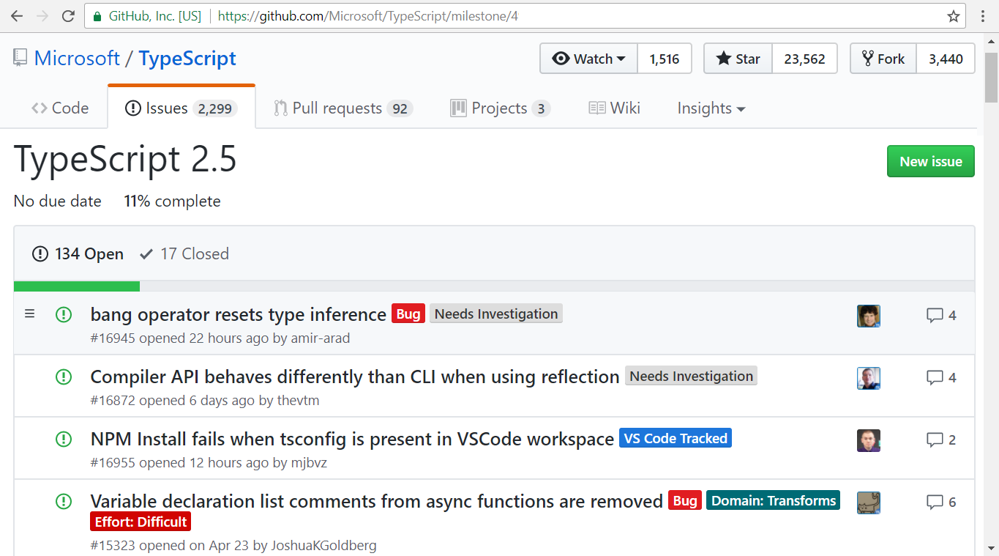 GitHub, Inc. [US] https://github.com/Microsoft/TypeScript/milestone/4
Microsoft / TypeScript
Watch 1,516 Star 23,562 Fork 3,440
Code Issues 2,299 Pull requests 92 Projects 3 Wiki Insights
TypeScript 2.5
New issue
No due date 11% complete
134 Open 17 Closed
bang operator resets type inference Bug Needs Investigation 4
#16945 opened 22 hours ago by amir-arad
Compiler API behaves differently than CLI when using reflection Needs Investigation 4
#16872 opened 6 days ago by thevtm
NPM Install fails when tsconfig is present in VSCode workspace VS Code Tracked 2
#16955 opened 12 hours ago by mjbvz
Variable declaration list comments from async functions are removed Bug Domain: Transforms 6
Effort: Difficult
#15323 opened on Apr 23 by JoshuaKGoldberg